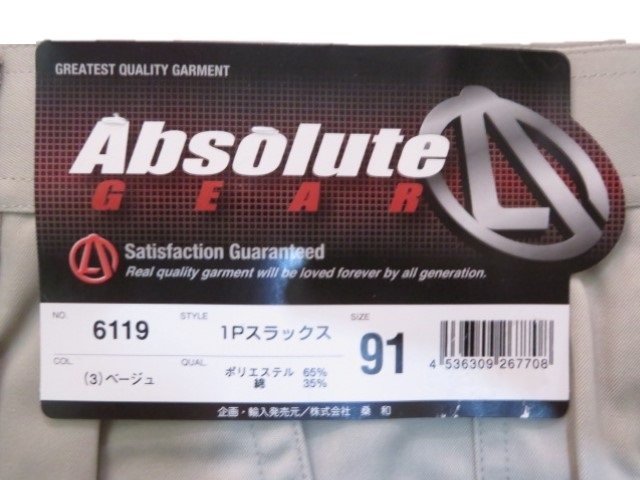 GREATEST QUALITY GARMENT
Absolute
GEAR
Satisfaction Guaranteed
Real quality garment will be loved forever by all generation.
NO. 6119 STYLE 1Pスラックス SIZE 91
COL. (3)ベージュ QUAL. ポリエステル 65%
綿 35%
4 536309 267708
企画・輸入発売元/株式会社 桑和